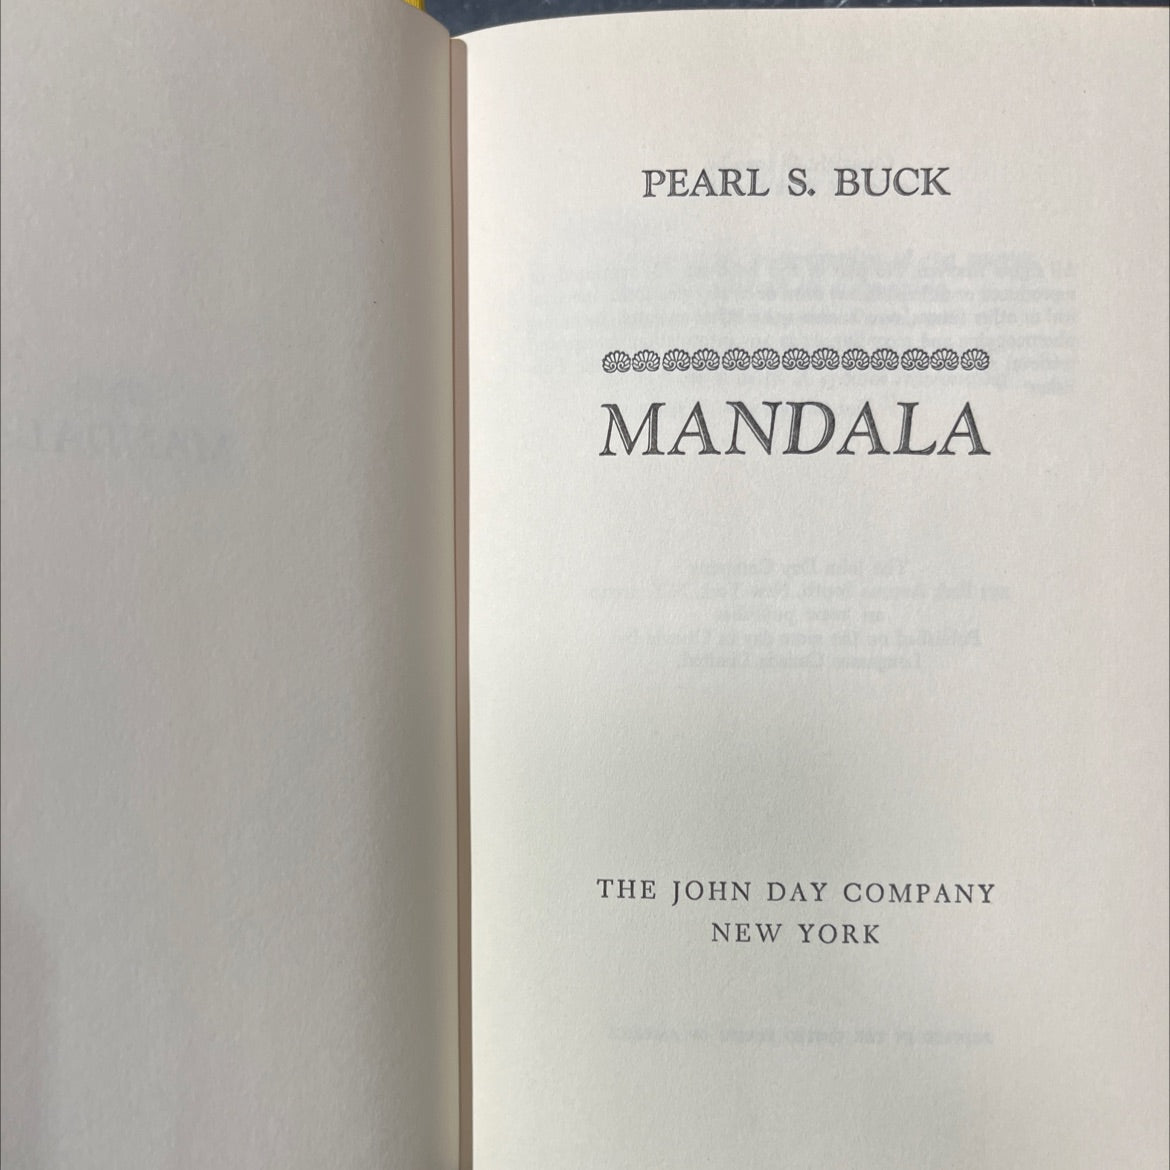 PEARL S. BUCK
MANDALA
THE JOHN DAY COMPANY
NEW YORK